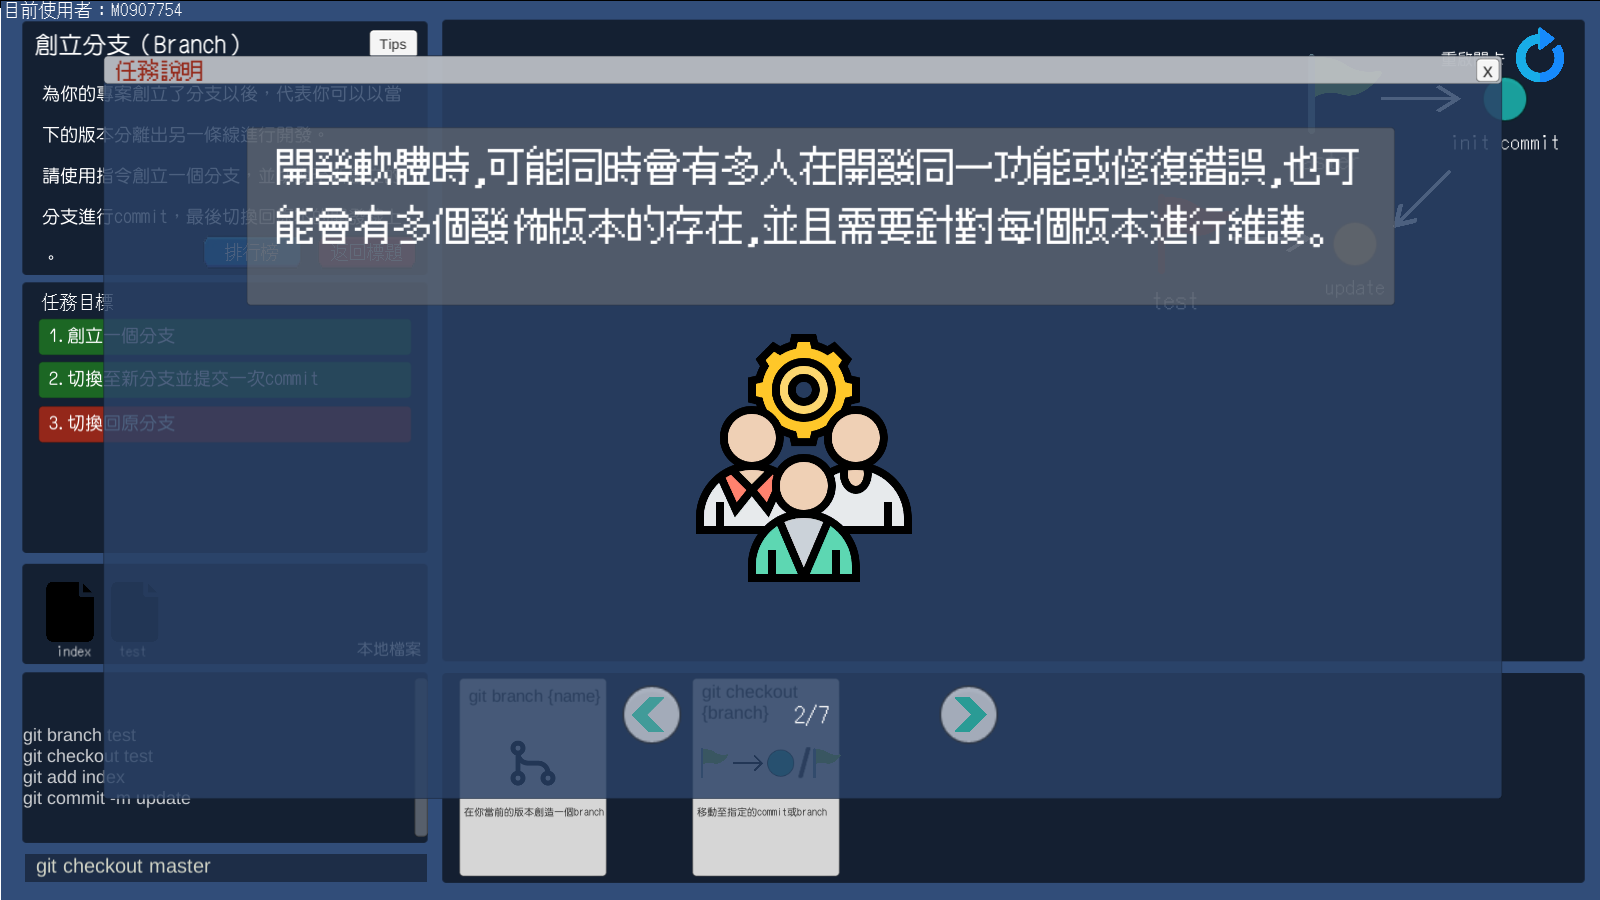 目前使用者：M0907754
創立分支（Branch）
Tips
任務說明
X
為你的專案創立了分支以後，代表你可以以當
下的版本分離出另一條線進行開發。
請使用指令創立一個分支，並
分支進行commit，最後切換回
。
排行榜
返回標題
開發軟體時,可能同時會有多人在開發同一功能或修復錯誤,也可
能會有多個發佈版本的存在,並且需要針對每個版本進行維護。
重啟關卡
init commit
update
test
任務目標
1. 創立一個分支
2. 切換至新分支並提交一次commit
3. 切換回原分支
index
test
本地檔案
git branch test
git checkout test
git add index
git commit -m update
git checkout master
git branch {name}
在你當前的版本創造一個branch
git checkout
{branch}
2/7
移動至指定的commit或branch